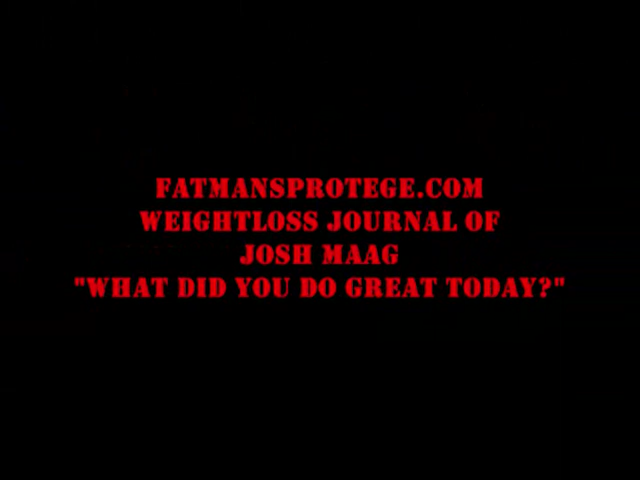 FATMANSPROTEGE.COM
WEIGHTLOSS JOURNAL OF
JOSH MAAG
"WHAT DID YOU DO GREAT TODAY?"